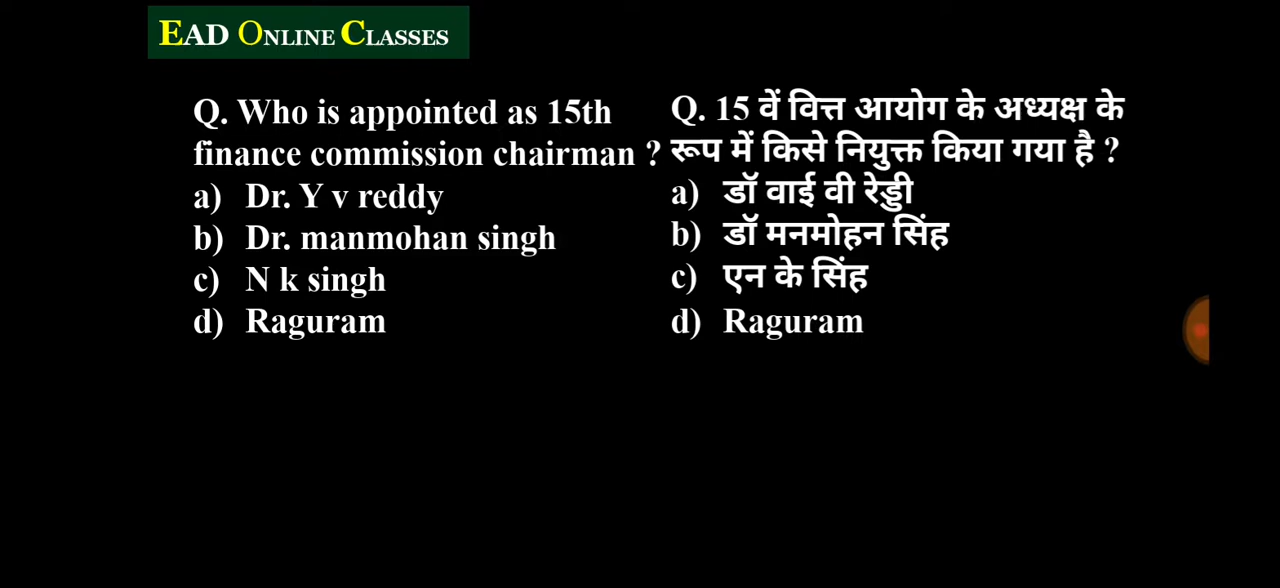 EAD ONLINE CLASSES
Q. Who is appointed as 15th
finance commission chairman ?
a) Dr. Y v reddy
b) Dr. manmohan singh
c) N k singh
d) Raguram
Q. 15 वें वित्त आयोग के अध्यक्ष के
रूप में किसे नियुक्त किया गया है ?
a) डॉ वाई वी रेड्डी
b) डॉ मनमोहन सिंह
c) एन के सिंह
d) Raguram